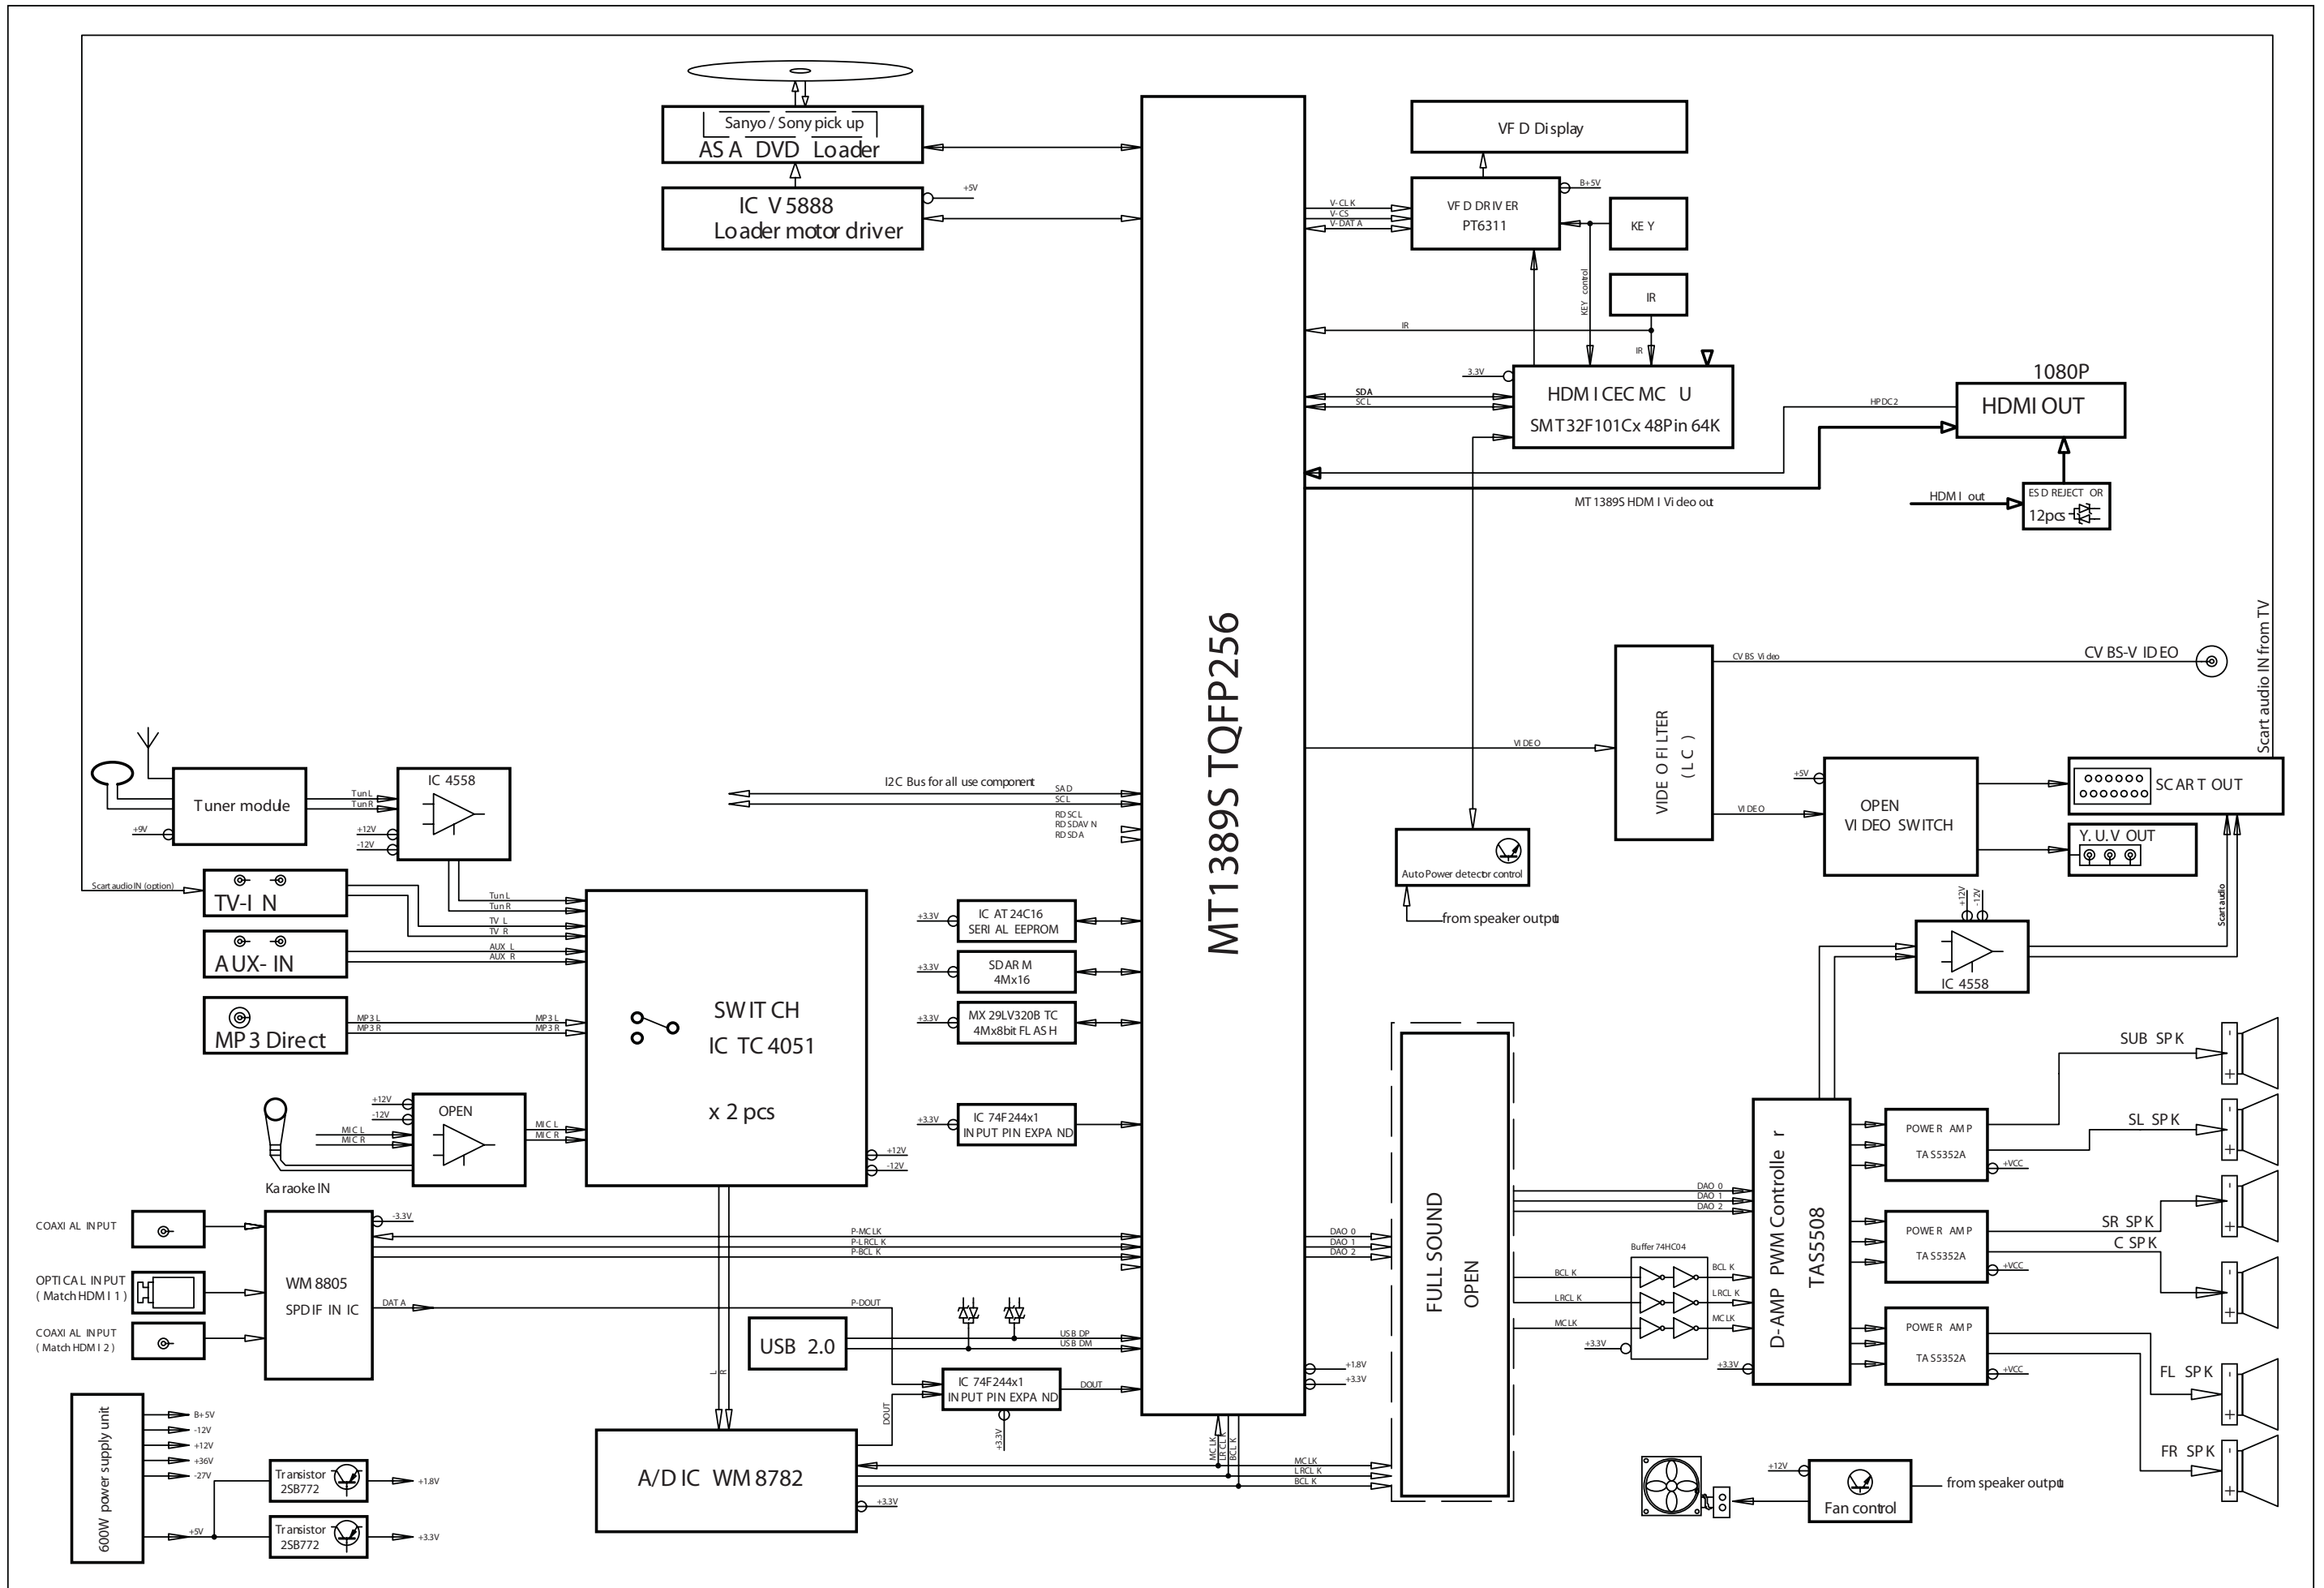 Sanyo / Sony pick up
ASA DVD Loader
IC V5888
Loader motor driver
+5V
MT1389S TQFP256
VFD Display
VFD DRIVER
PT6311
B+5V
V-CLK
V-CS
V-DATA
KEY
KEY control
IR
IR
IR
3.3V
SDA
SCL
HDMI CEC MC U
SMT32F101Cx 48Pin 64K
1080P
HDMI OUT
HPDC2
MT1389S HDMI Video out
HDMI out
ESD REJECT OR
12pcs
Scart audio IN from TV
VIDEO FILTER
(LC)
CVBS Video
CVBS-VIDEO
VIDEO
VIDEO
+5V
OPEN
VIDEO SWITCH
SCART OUT
Y.U.V OUT
Scart audio
+12V
-12V
IC 4558
Auto Power detector control
from speaker output
Tuner module
+9V
Tun L
Tun R
IC 4558
+12V
-12V
Scart audio IN (option)
TV-IN
AUX-IN
MP3 Direct
Tun L
Tun R
TV L
TV R
AUX L
AUX R
MP3 L
MP3 R
MP3 L
MP3 R
SWITCH
IC TC4051
x 2 pcs
+12V
-12V
+12V
-12V
MIC L
MIC R
OPEN
MIC L
MIC R
Karaoke IN
I2C Bus for all use component
SAD
SCL
RDSCL
RDSDAVN
RDSDA
+3.3V
IC AT24C16
SERIAL EEPROM
+3.3V
SDARM
4Mx16
+3.3V
MX29LV320BTC
4Mx8bit FLASH
+3.3V
IC 74F244x1
INPUT PIN EXPAND
COAXIAL INPUT
OPTICAL INPUT
( Match HDMI 1 )
COAXIAL INPUT
( Match HDMI 2 )
WM8805
SPDIF IN IC
-3.3V
P-MCLK
P-LRCLK
P-BCLK
DATA
P-DOUT
USB 2.0
USB DP
USB DM
L
R
IC 74F244x1
INPUT PIN EXPAND
DOUT
DOUT
+3.3V
A/D IC WM8782
+3.3V
MCLK
LRCLK
BCLK
MCLK
LRCLK
BCLK
+1.8V
+3.3V
DAO 0
DAO 1
DAO 2
FULL SOUND
OPEN
DAO 0
DAO 1
DAO 2
BCLK
LRCLK
MCLK
Buffer 74HC04
+3.3V
BCLK
LRCLK
MCLK
+3.3V
D-AMP PWM Controller
TAS5508
POWER AMP
TAS5352A
+VCC
POWER AMP
TAS5352A
+VCC
POWER AMP
TAS5352A
+VCC
SUB SPK
SL SPK
SR SPK
C SPK
FL SPK
FR SPK
-
+
-
+
-
+
-
+
-
+
-
+
+12V
Fan control
from speaker output
600W power supply unit
B+5V
-12V
+12V
+36V
-27V
+5V
Transistor
2SB772
+1.8V
Transistor
2SB772
+3.3V